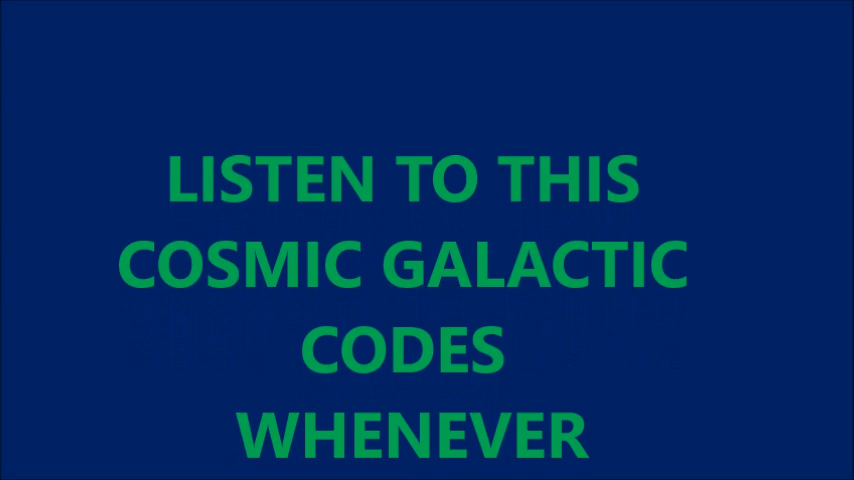 LISTEN TO THIS
COSMIC GALACTIC
CODES
WHENEVER